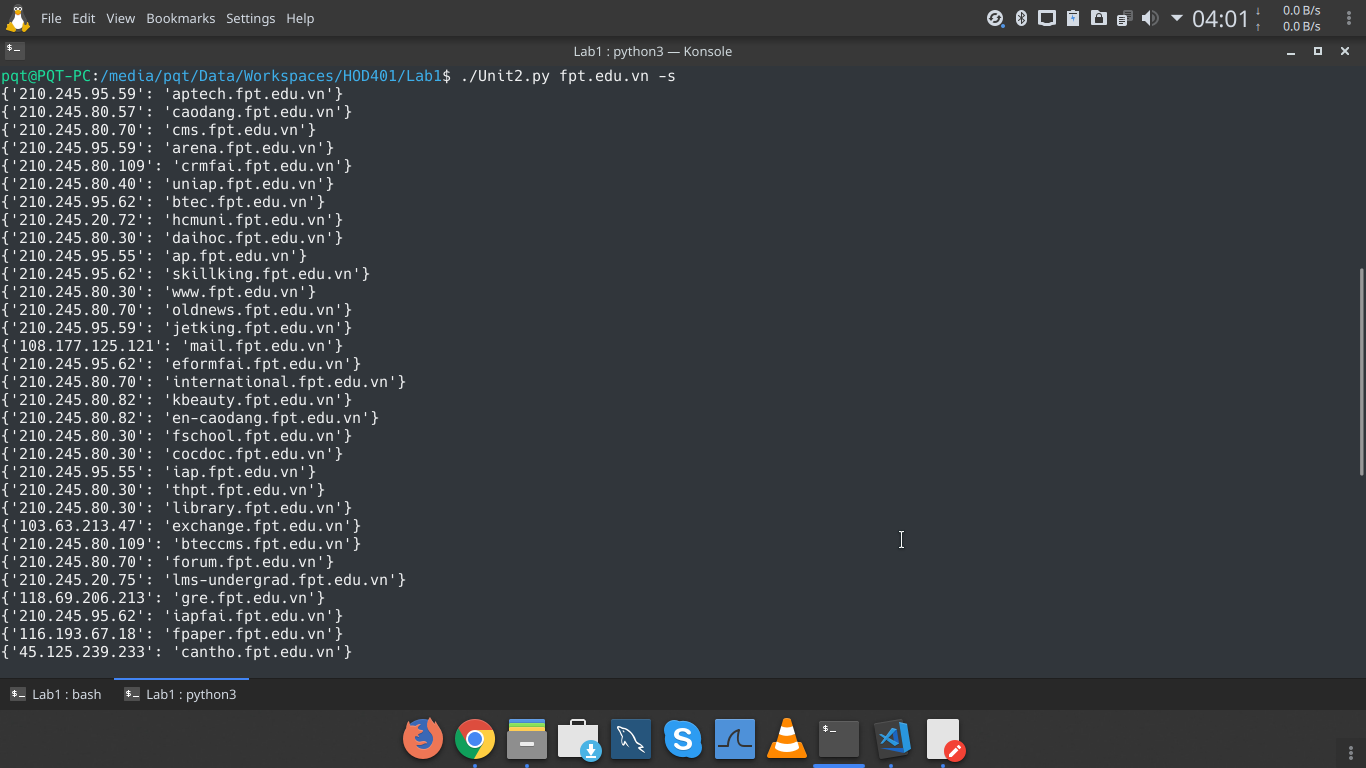 File Edit View Bookmarks Settings Help
04:01
0.0 B/s
0.0 B/s
Lab1 : python3 — Konsole
pqt@PQT-PC:/media/pqt/Data/Workspaces/HOD401/Lab1$ ./Unit2.py fpt.edu.vn -s
{'210.245.95.59': 'aptech.fpt.edu.vn'}
{'210.245.80.57': 'caodang.fpt.edu.vn'}
{'210.245.80.70': 'cms.fpt.edu.vn'}
{'210.245.95.59': 'arena.fpt.edu.vn'}
{'210.245.80.109': 'crmfai.fpt.edu.vn'}
{'210.245.80.40': 'uniap.fpt.edu.vn'}
{'210.245.95.62': 'btec.fpt.edu.vn'}
{'210.245.20.72': 'hcmuni.fpt.edu.vn'}
{'210.245.80.30': 'daihoc.fpt.edu.vn'}
{'210.245.95.55': 'ap.fpt.edu.vn'}
{'210.245.95.62': 'skillking.fpt.edu.vn'}
{'210.245.80.30': 'www.fpt.edu.vn'}
{'210.245.80.70': 'oldnews.fpt.edu.vn'}
{'210.245.95.59': 'jetking.fpt.edu.vn'}
{'108.177.125.121': 'mail.fpt.edu.vn'}
{'210.245.95.62': 'eformfai.fpt.edu.vn'}
{'210.245.80.70': 'international.fpt.edu.vn'}
{'210.245.80.82': 'kbeauty.fpt.edu.vn'}
{'210.245.80.82': 'en-caodang.fpt.edu.vn'}
{'210.245.80.30': 'fschool.fpt.edu.vn'}
{'210.245.80.30': 'cocdoc.fpt.edu.vn'}
{'210.245.95.55': 'iap.fpt.edu.vn'}
{'210.245.80.30': 'thpt.fpt.edu.vn'}
{'210.245.80.30': 'library.fpt.edu.vn'}
{'103.63.213.47': 'exchange.fpt.edu.vn'}
{'210.245.80.109': 'bteccms.fpt.edu.vn'}
{'210.245.80.70': 'forum.fpt.edu.vn'}
{'210.245.20.75': 'lms-undergrad.fpt.edu.vn'}
{'118.69.206.213': 'gre.fpt.edu.vn'}
{'210.245.95.62': 'iapfai.fpt.edu.vn'}
{'116.193.67.18': 'fpaper.fpt.edu.vn'}
{'45.125.239.233': 'cantho.fpt.edu.vn'}
Lab1 : bash
Lab1 : python3